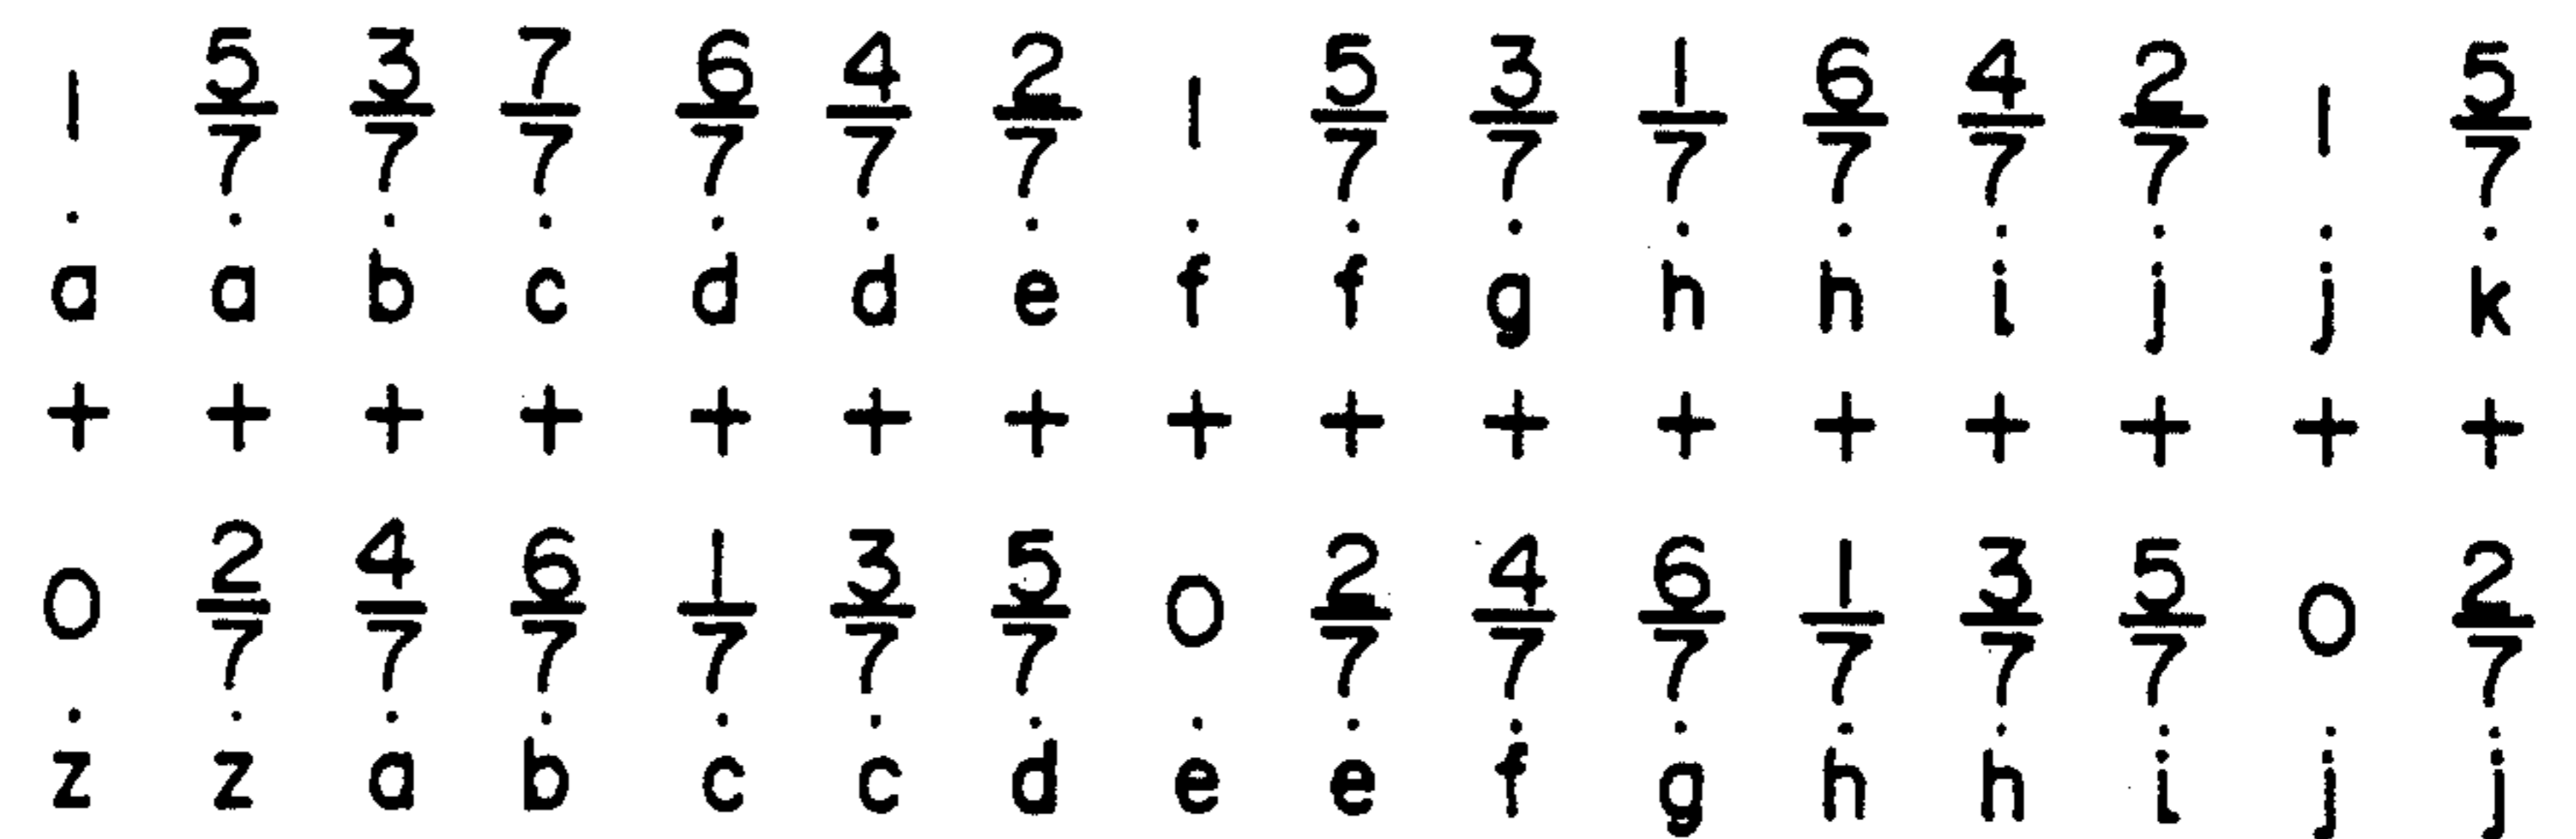 1 5/7 3/7 7/7 6/7 4/7 2/7 1 5/7 3/7 1/7 6/7 4/7 2/7 1 5/7
· · · · · · · · · · · · · · · ·
a a b c d d e f f g h h i j j k
+ + + + + + + + + + + + + + + +
0 2/7 4/7 6/7 1/7 3/7 5/7 0 2/7 4/7 6/7 1/7 3/7 5/7 0 2/7
· · · · · · · · · · · · · · · ·
z z a b c c d e e f g h h i j j